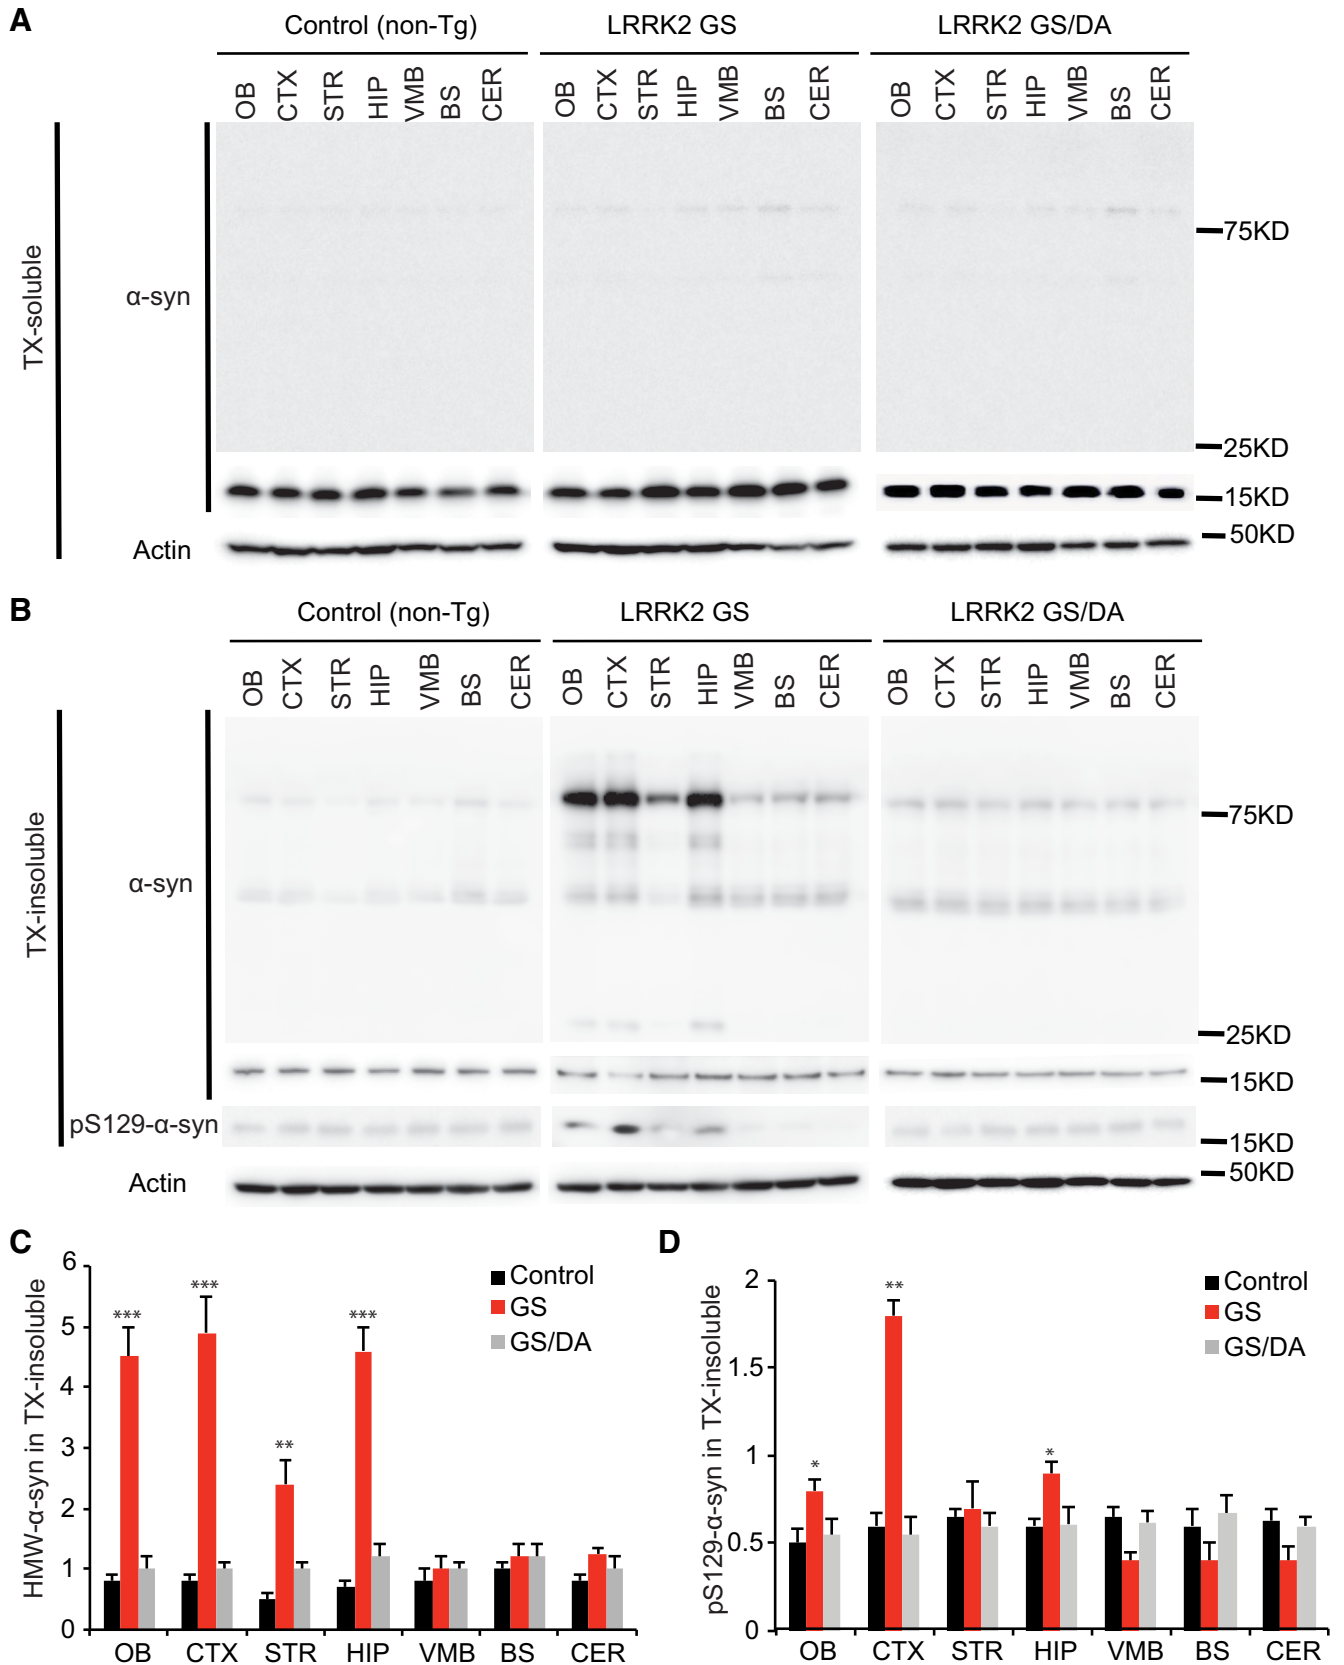 A
Control (non-Tg) LRRK2 GS LRRK2 GS/DA
OB CTX STR HIP VMB BS CER OB CTX STR HIP VMB BS CER OB CTX STR HIP VMB BS CER
TX-soluble
α-syn
75KD
25KD
15KD
Actin
50KD
B
Control (non-Tg) LRRK2 GS LRRK2 GS/DA
OB CTX STR HIP VMB BS CER OB CTX STR HIP VMB BS CER OB CTX STR HIP VMB BS CER
TX-insoluble
α-syn
75KD
25KD
15KD
pS129-α-syn
15KD
Actin
50KD
C
HMW-α-syn in TX-insoluble
6
5
4
3
2
1
0
*** *** ** ***
Control
GS
GS/DA
OB CTX STR HIP VMB BS CER
D
pS129-α-syn in TX-insoluble
2
1.5
1
0.5
0
* ** *
Control
GS
GS/DA
OB CTX STR HIP VMB BS CER